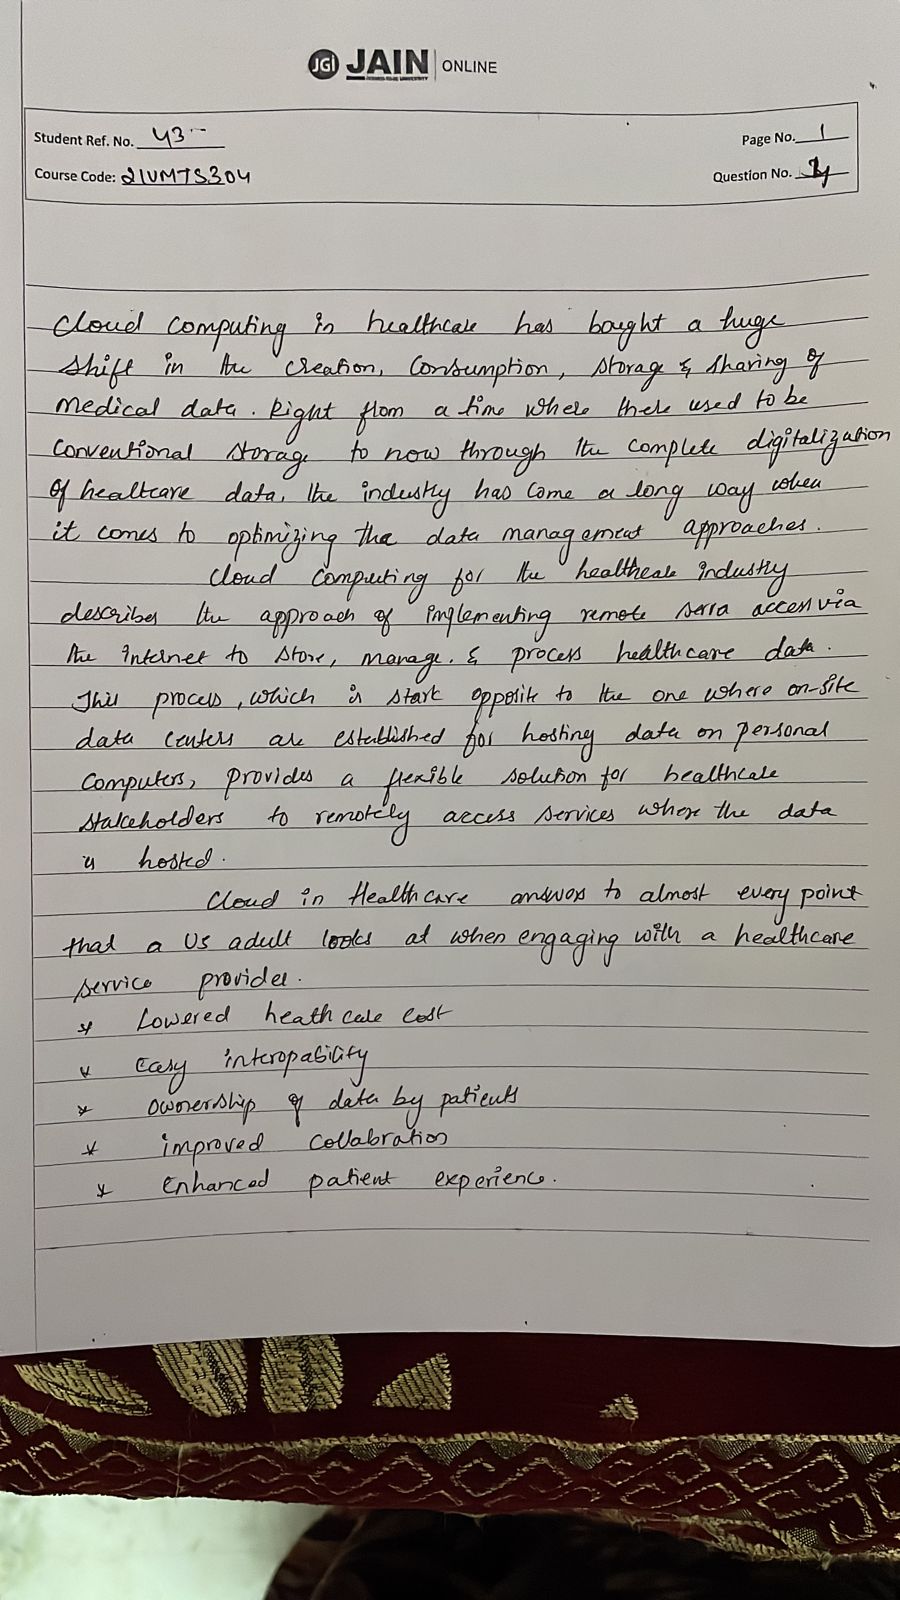 JGI JAIN ONLINE
Student Ref. No. 43
Page No. 1
Course Code: 21VMTS304
Question No.
Cloud computing in healthcare has bought a huge
shift in the creation, consumption, storage & sharing of
medical data. Right from a time where there used to be
conventional storage to now through the complete digitalization
of healtcare data, the industry has come a long way when
it comes to optimizing the data management approaches.
Cloud computing for the healthcare industry
describes the approach of implementing remote access via
the internet to store, manage. & process healthcare data.
This process, which is stark opposite to the one where on-site
data centers are established for hosting data on personal
computers, provides a flexible solution for healthcare
stakeholders to remotely access services where the data
is hosted.
Cloud in Healthcare answers to almost every point
that a US adult looks at when engaging with a healthcare
service provider.
* Lowered heath care cost
* Easy interopability
* Ownership of data by patients
* improved collabration
* Enhanced patient experience.